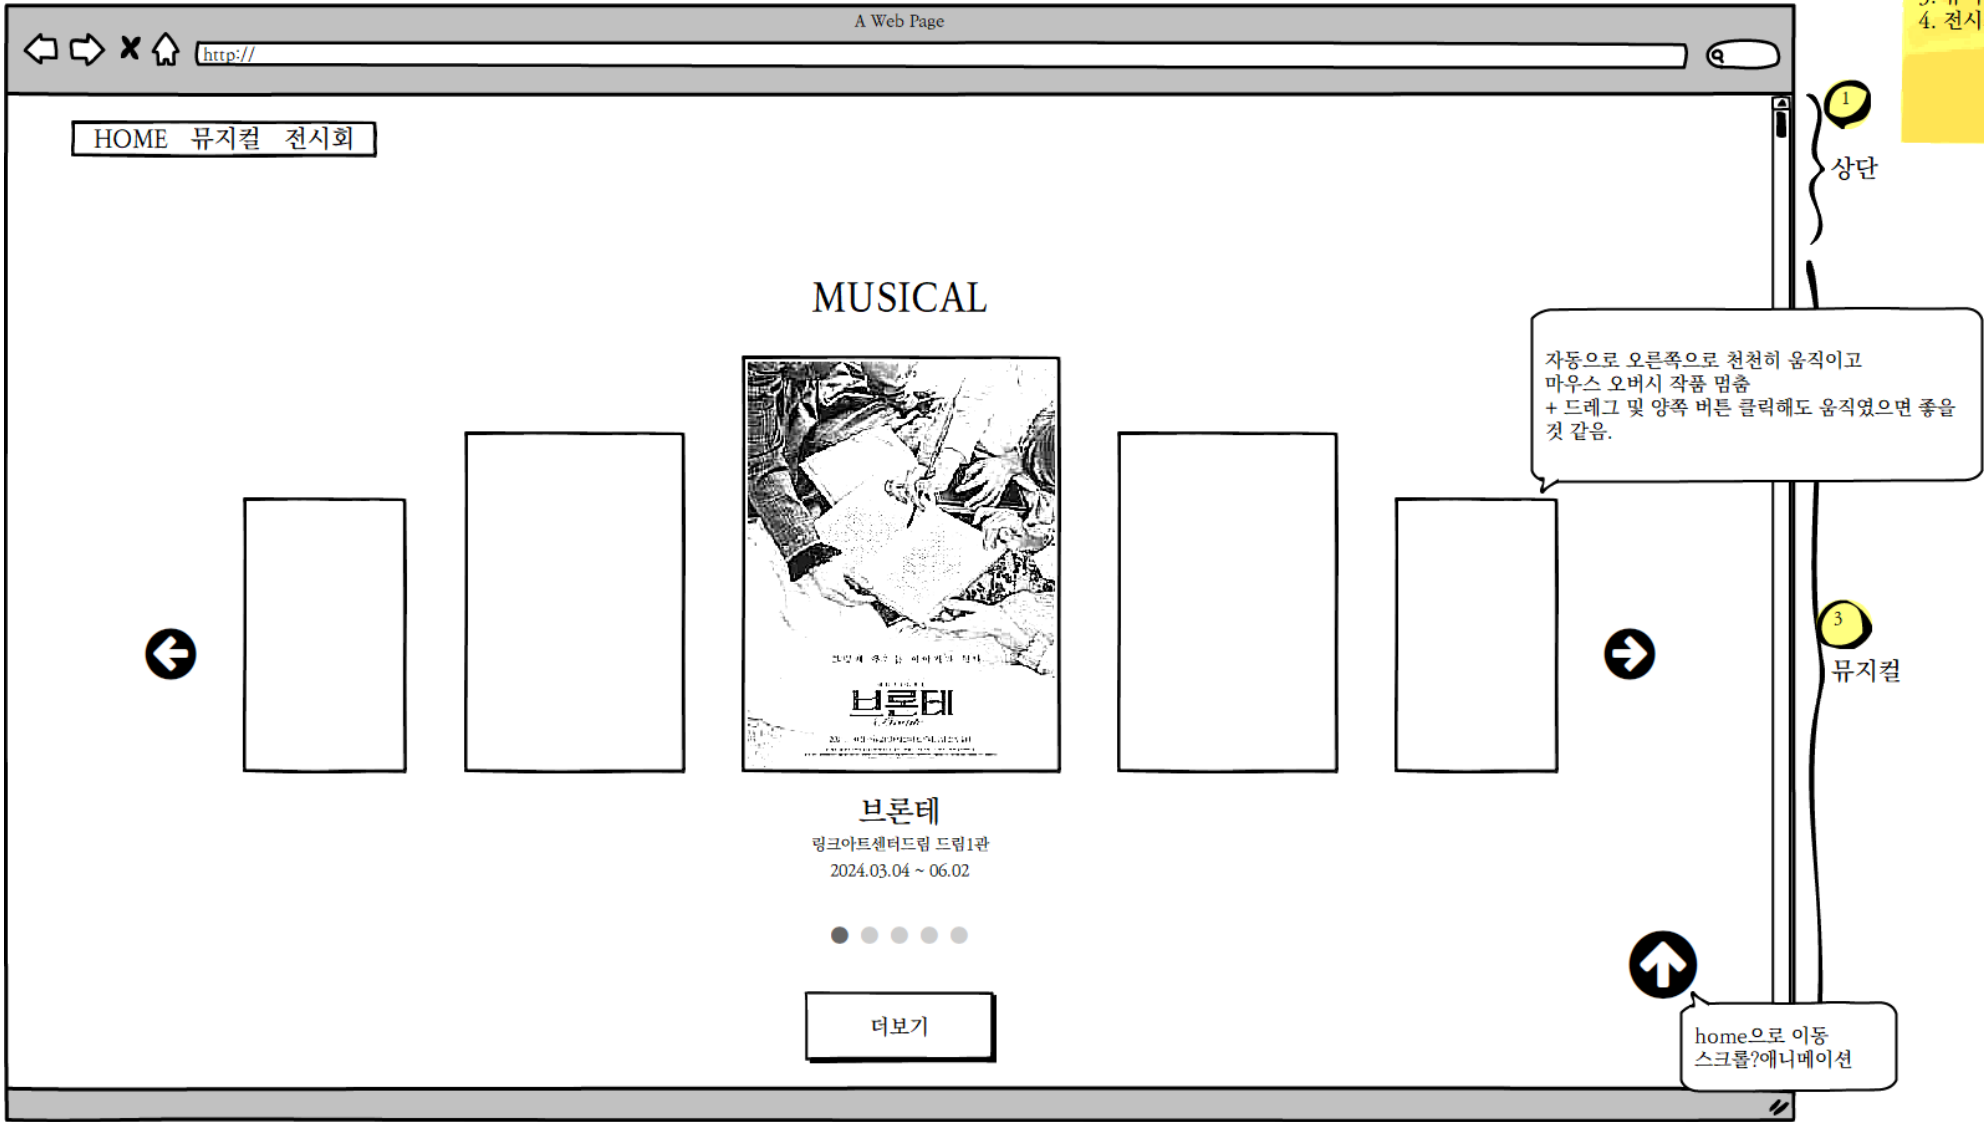 A Web Page
http://
4. 전시
1
상단
HOME 뮤지컬 전시회
MUSICAL
자동으로 오른쪽으로 천천히 움직이고
마우스 오버시 작품 멈춤
+ 드레그 및 양쪽 버튼 클릭해도 움직였으면 좋을
것 같음.
3
뮤지컬
브론테
브론테
링크아트센터드림 드림1관
2024.03.04 ~ 06.02
더보기
home으로 이동
스크롤?애니메이션